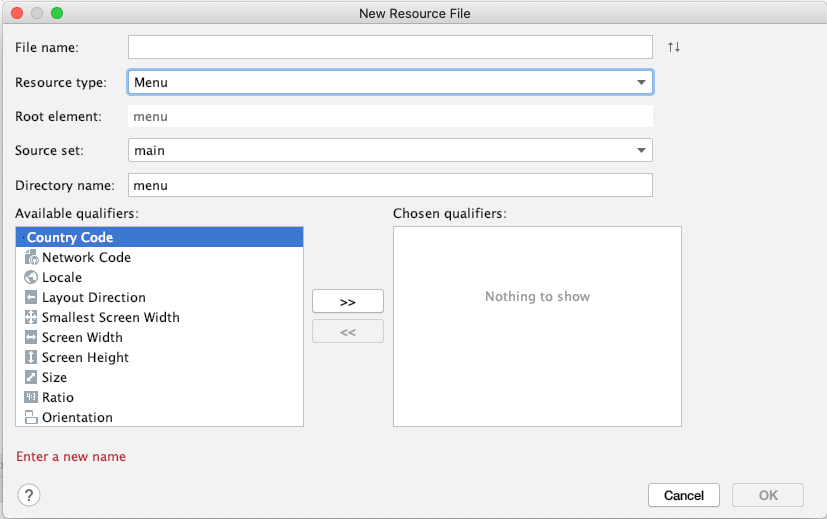 New Resource File
File name:
Resource type: Menu
Root element: menu
Source set: main
Directory name: menu
Available qualifiers:
Country Code
Network Code
Locale
Layout Direction
Smallest Screen Width
Screen Width
Screen Height
Size
4:3 Ratio
Orientation
>>
<<
Chosen qualifiers:
Nothing to show
Enter a new name
?
Cancel
OK